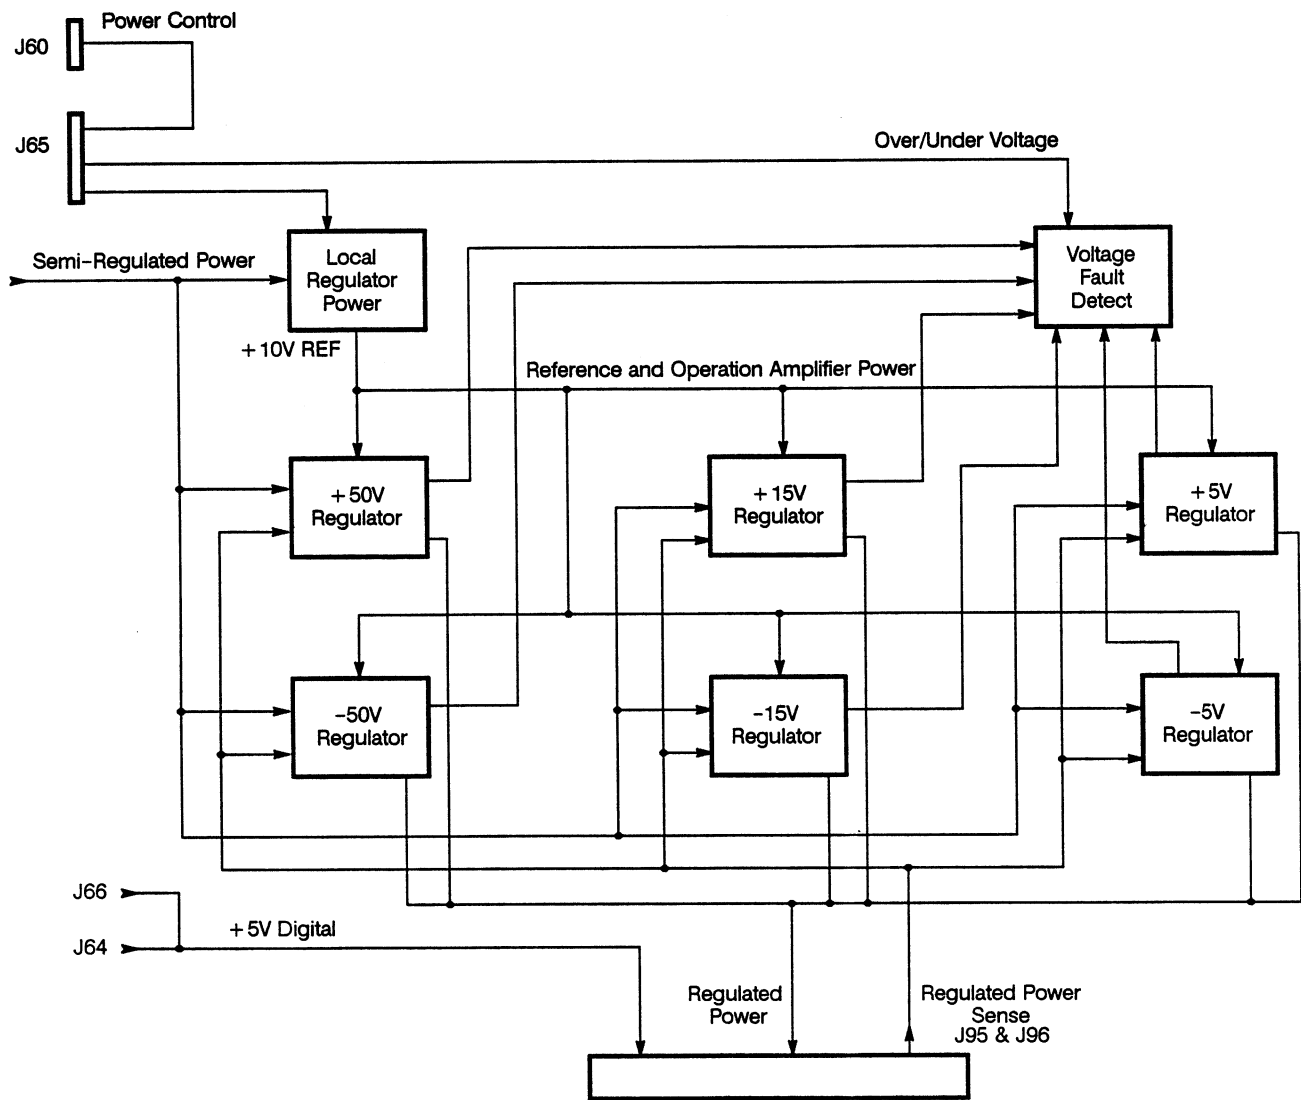 Power Control
J60
J65
Over/Under Voltage
Semi-Regulated Power
Local
Regulator
Power
Voltage
Fault
Detect
+10V REF
Reference and Operation Amplifier Power
+50V
Regulator
+15V
Regulator
+5V
Regulator
-50V
Regulator
-15V
Regulator
-5V
Regulator
J66
J64
+5V Digital
Regulated
Power
Regulated Power
Sense
J95 & J96